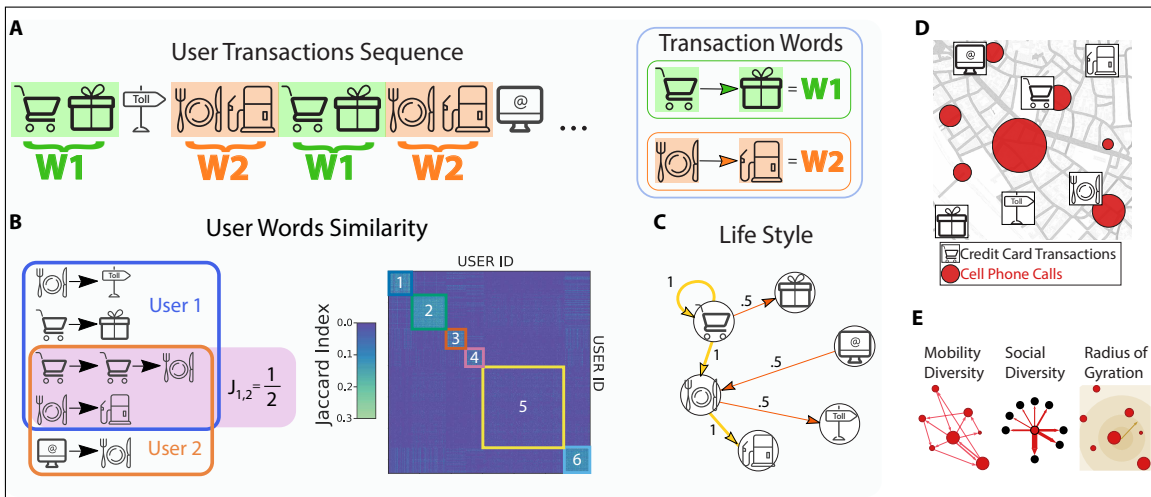 A
User Transactions Sequence
Toll
@
...
W1
W2
W1
W2
Transaction Words
= W1
= W2
B
User Words Similarity
Toll
User 1
J1,2= 1/2
@
User 2
USER ID
USER ID
Jaccard Index
0.0
0.1
0.2
0.3
1
2
3
4
5
6
C
Life Style
1
.5
1
@
.5
.5
Toll
1
D
@
Toll
Credit Card Transactions
Cell Phone Calls
E
Mobility
Diversity
Social
Diversity
Radius of
Gyration